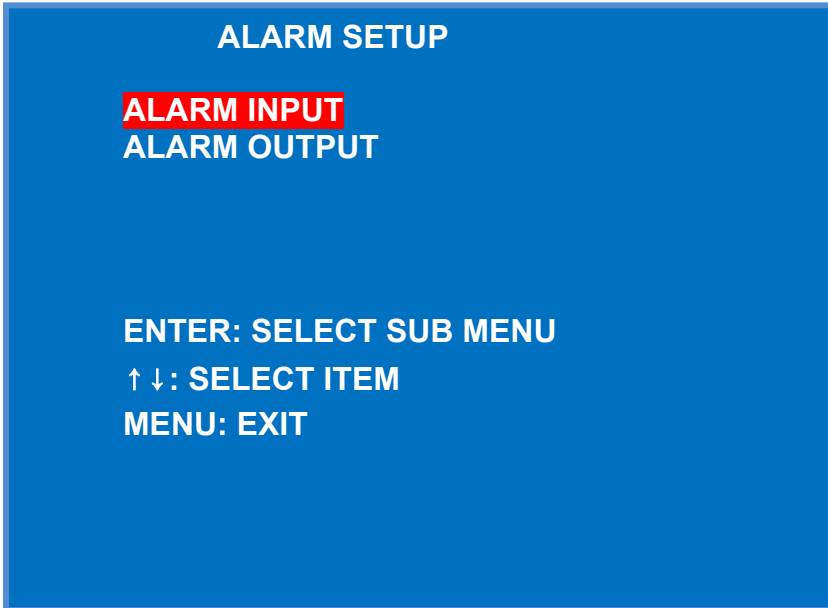 ALARM SETUP
ALARM INPUT
ALARM OUTPUT
ENTER: SELECT SUB MENU
↑↓: SELECT ITEM
MENU: EXIT